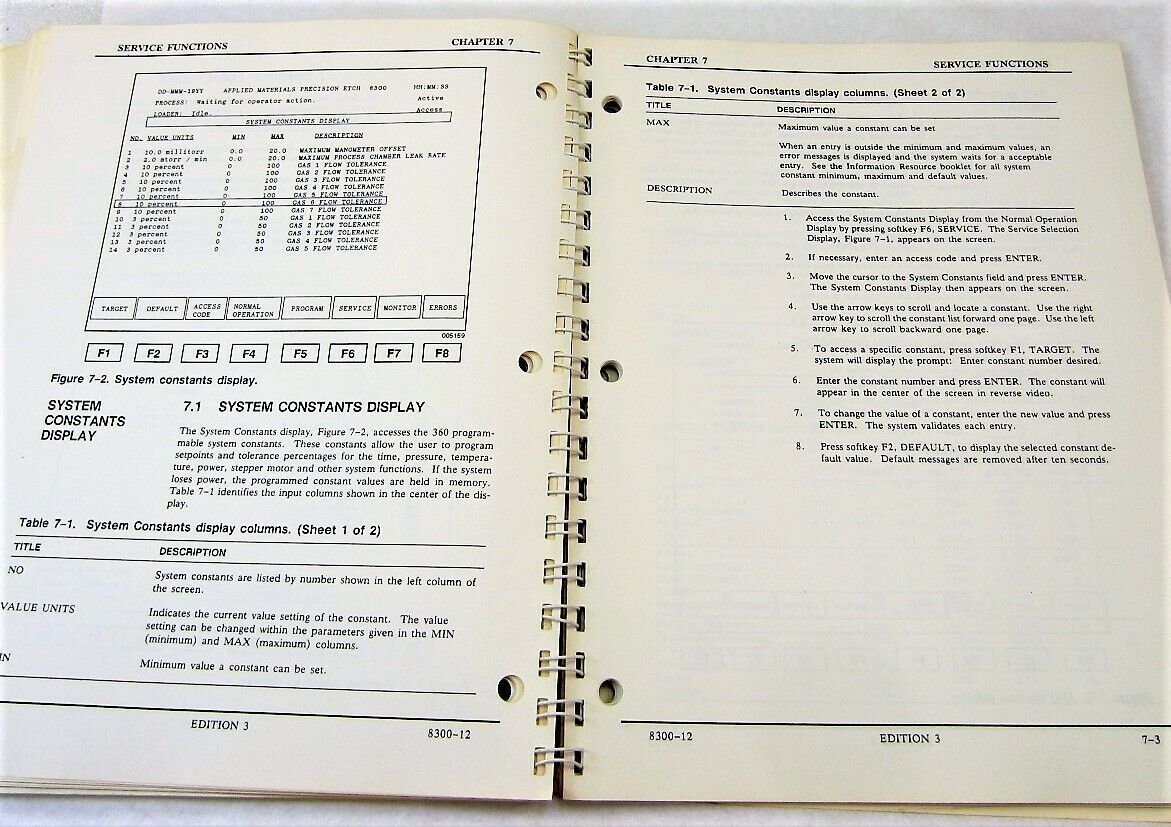 SERVICE FUNCTIONS CHAPTER 7
DD-MMM-19YY APPLIED MATERIALS PRECISION ETCH 8300 HH:MM:SS
PROCESS: Waiting for operator action. Active
LOADER: Idle. Access
SYSTEM CONSTANTS DISPLAY
NO. VALUE UNITS MIN MAX DESCRIPTION
1 10.0 millitorr 0.0 20.0 MAXIMUM MANOMETER OFFSET
2 2.0 mtorr / min 0.0 20.0 MAXIMUM PROCESS CHAMBER LEAK RATE
3 10 percent 0 100 GAS 1 FLOW TOLERANCE
4 10 percent 0 100 GAS 2 FLOW TOLERANCE
5 10 percent 0 100 GAS 3 FLOW TOLERANCE
6 10 percent 0 100 GAS 4 FLOW TOLERANCE
7 10 percent 0 100 GAS 5 FLOW TOLERANCE
8 10 percent 0 100 GAS 6 FLOW TOLERANCE
9 10 percent 0 100 GAS 7 FLOW TOLERANCE
10 3 percent 0 50 GAS 1 FLOW TOLERANCE
11 3 percent 0 50 GAS 2 FLOW TOLERANCE
12 3 percent 0 50 GAS 3 FLOW TOLERANCE
13 3 percent 0 50 GAS 4 FLOW TOLERANCE
14 3 percent 0 50 GAS 5 FLOW TOLERANCE
TARGET DEFAULT ACCESS CODE NORMAL OPERATION PROGRAM SERVICE MONITOR ERRORS
005159
F1 F2 F3 F4 F5 F6 F7 F8
Figure 7-2. System constants display.
SYSTEM
CONSTANTS
DISPLAY
7.1 SYSTEM CONSTANTS DISPLAY
The System Constants display, Figure 7-2, accesses the 360 program-
mable system constants. These constants allow the user to program
setpoints and tolerance percentages for the time, pressure, tempera-
ture, power, stepper motor and other system functions. If the system
loses power, the programmed constant values are held in memory.
Table 7-1 identifies the input columns shown in the center of the dis-
play.
Table 7-1. System Constants display columns. (Sheet 1 of 2)
TITLE DESCRIPTION
NO System constants are listed by number shown in the left column of
the screen.
VALUE UNITS Indicates the current value setting of the constant. The value
setting can be changed within the parameters given in the MIN
(minimum) and MAX (maximum) columns.
IN Minimum value a constant can be set.
EDITION 3 8300-12
CHAPTER 7 SERVICE FUNCTIONS
Table 7-1. System Constants display columns. (Sheet 2 of 2)
TITLE DESCRIPTION
MAX Maximum value a constant can be set
When an entry is outside the minimum and maximum values, an
error messages is displayed and the system waits for a acceptable
entry. See the Information Resource booklet for all system
constant minimum, maximum and default values.
DESCRIPTION Describes the constant.
1. Access the System Constants Display from the Normal Operation
Display by pressing softkey F6, SERVICE. The Service Selection
Display, Figure 7-1, appears on the screen.
2. If necessary, enter an access code and press ENTER.
3. Move the cursor to the System Constants field and press ENTER.
The System Constants Display then appears on the screen.
4. Use the arrow keys to scroll and locate a constant. Use the right
arrow key to scroll the constant list forward one page. Use the left
arrow key to scroll backward one page.
5. To access a specific constant, press softkey F1, TARGET. The
system will display the prompt: Enter constant number desired.
6. Enter the constant number and press ENTER. The constant will
appear in the center of the screen in reverse video.
7. To change the value of a constant, enter the new value and press
ENTER. The system validates each entry.
8. Press softkey F2, DEFAULT, to display the selected constant de-
fault value. Default messages are removed after ten seconds.
8300-12 EDITION 3 7-3